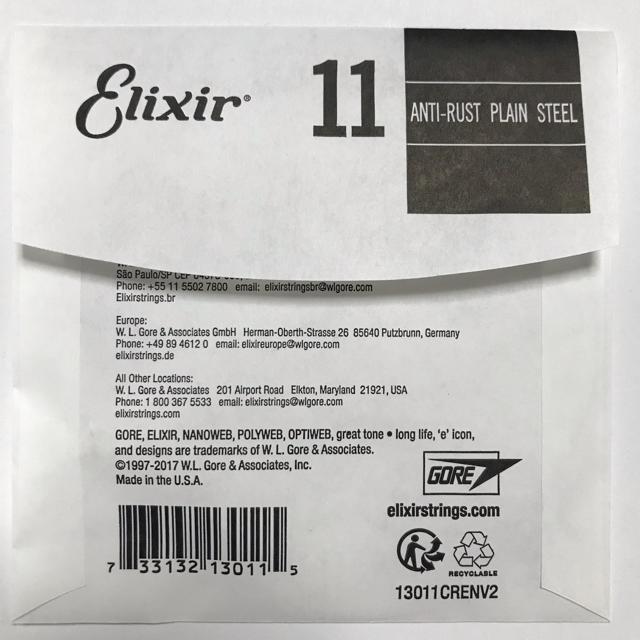 Elixir®
11
ANTI-RUST PLAIN STEEL
São Paulo/SP CEP
Phone: +55 11 5502 7800 email: elixirstringsbr@wlgore.com
Elixirstrings.br
Europe:
W. L. Gore & Associates GmbH Herman-Oberth-Strasse 26 85640 Putzbrunn, Germany
Phone: +49 89 4612 0 email: elixireurope@wlgore.com
elixirstrings.de
All Other Locations:
W. L. Gore & Associates 201 Airport Road Elkton, Maryland 21921, USA
Phone: 1 800 367 5533 email: elixirstrings@wlgore.com
elixirstrings.com
GORE, ELIXIR, NANOWEB, POLYWEB, OPTIWEB, great tone • long life, 'e' icon,
and designs are trademarks of W. L. Gore & Associates.
©1997-2017 W.L. Gore & Associates, Inc.
Made in the U.S.A.
GORE
elixirstrings.com
7 33132 13011 5
RECYCLABLE
13011CRENV2